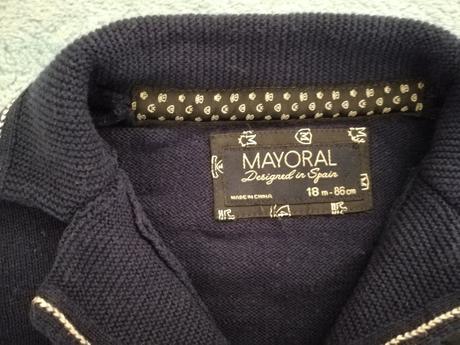 MAYORAL
Designed in Spain
MADE IN CHINA 18 m - 86 cm